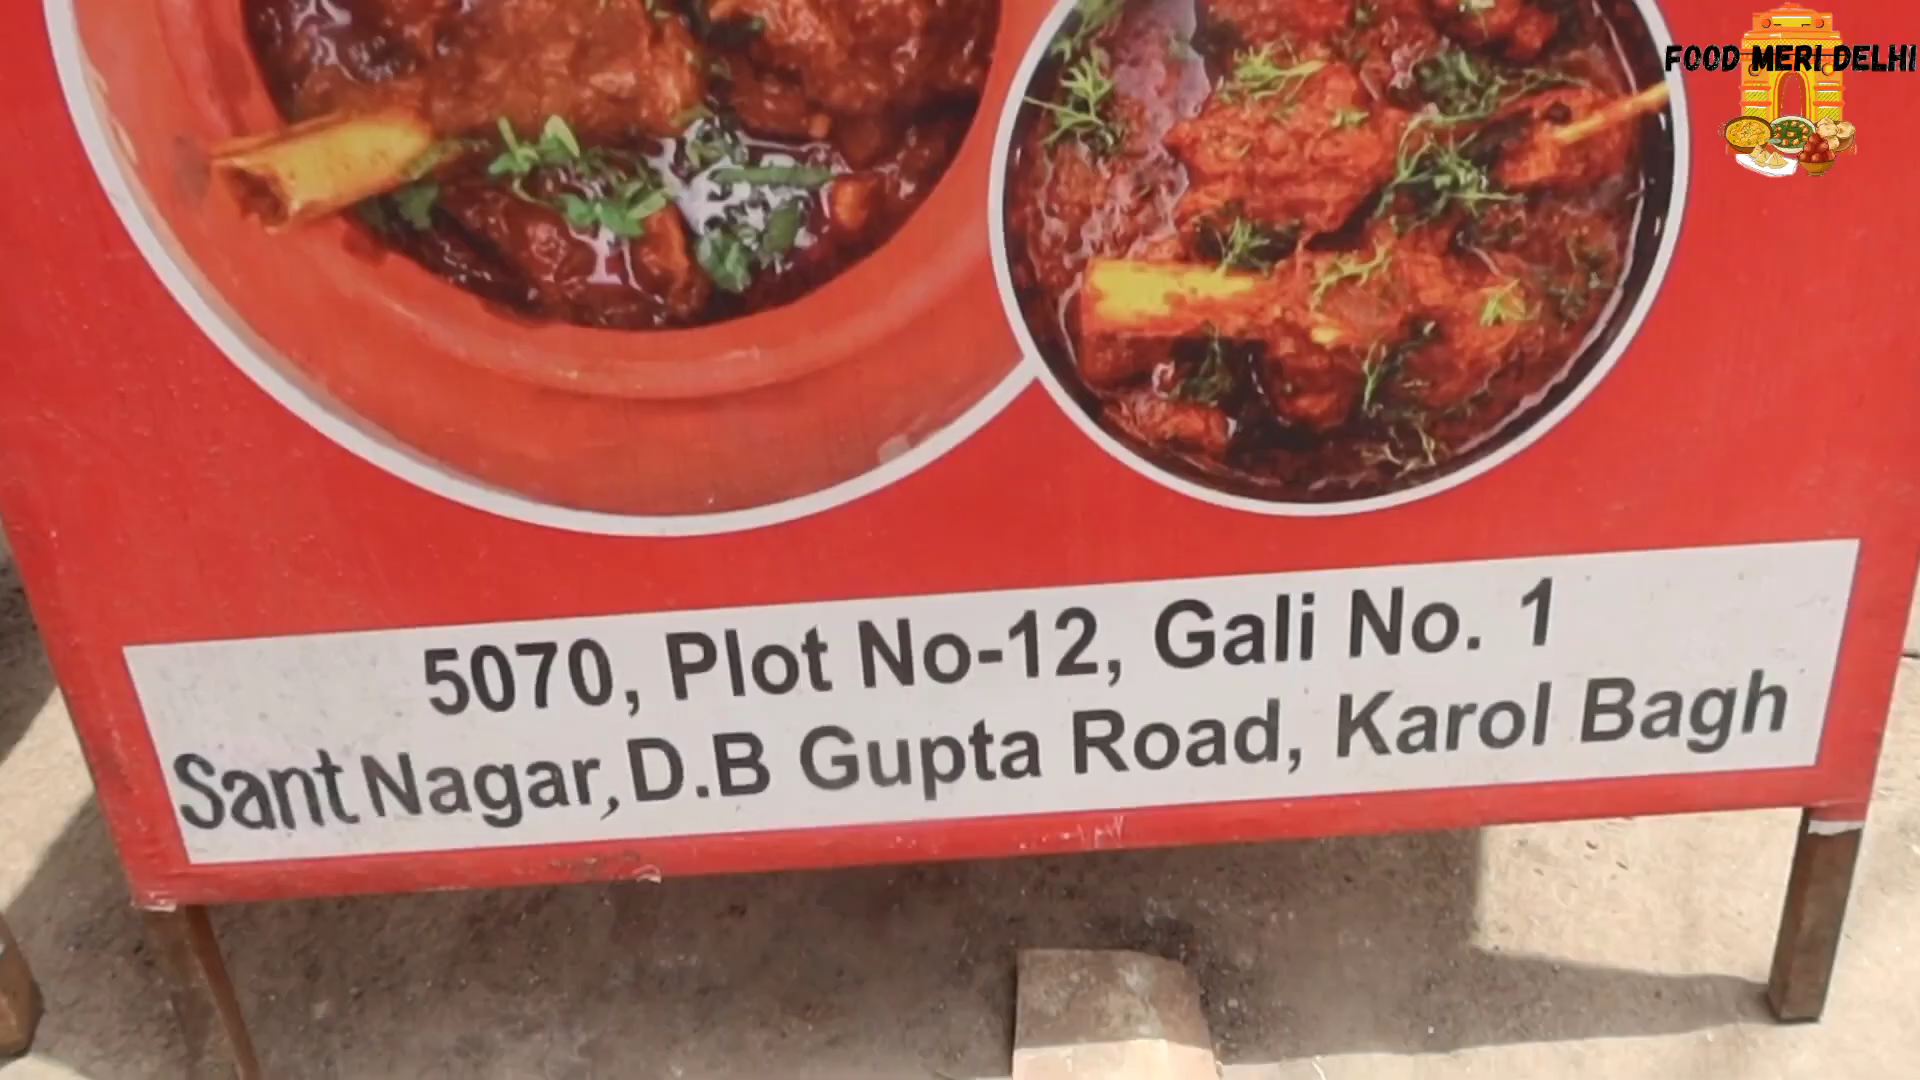 FOOD MERI DELHI
5070, Plot No-12, Gali No. 1
Sant Nagar, D.B Gupta Road, Karol Bagh